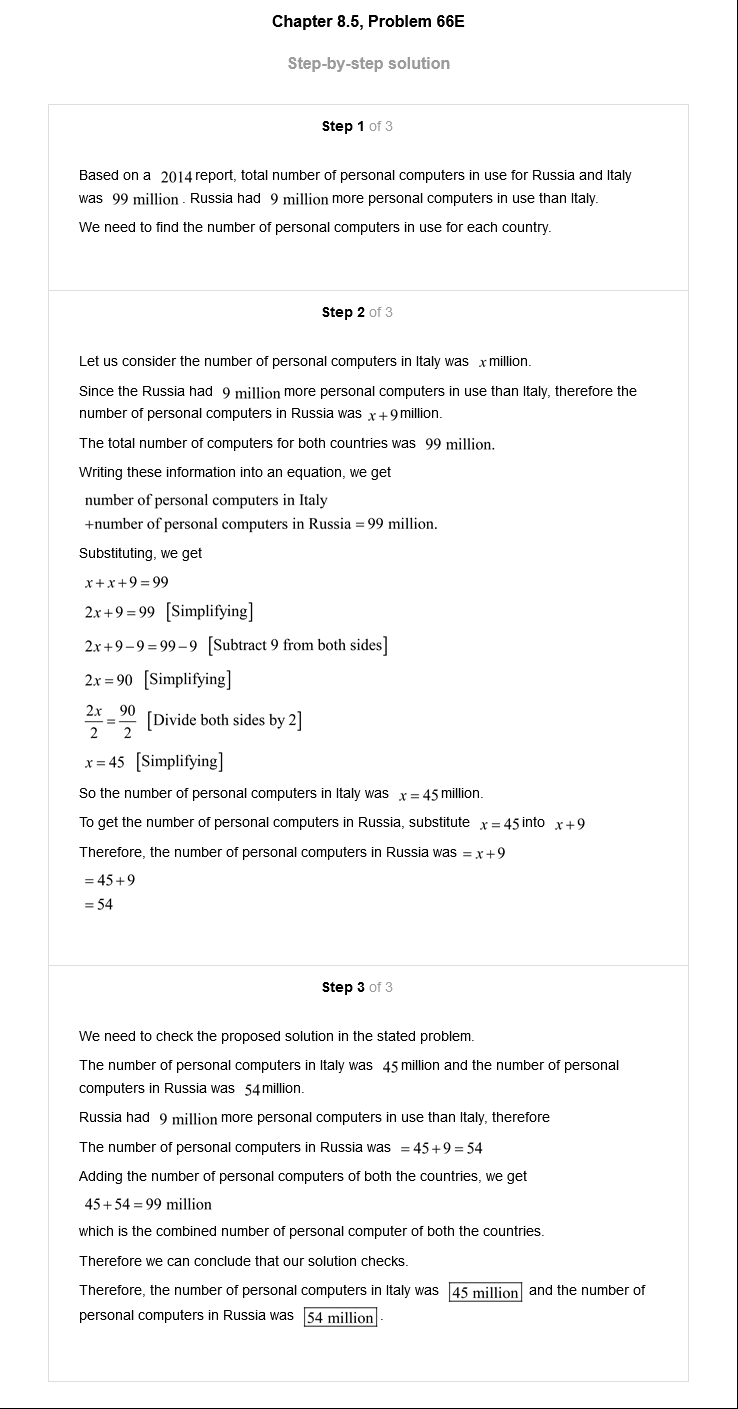 Chapter 8.5, Problem 66E
Step-by-step solution
Step 1 of 3
Based on a 2014 report, total number of personal computers in use for Russia and Italy
was 99 million . Russia had 9 million more personal computers in use than Italy.
We need to find the number of personal computers in use for each country.
Step 2 of 3
Let us consider the number of personal computers in Italy was x million.
Since the Russia had 9 million more personal computers in use than Italy, therefore the
number of personal computers in Russia was x+9 million.
The total number of computers for both countries was 99 million.
Writing these information into an equation, we get
number of personal computers in Italy
+number of personal computers in Russia = 99 million.
Substituting, we get
x+x+9=99
2x+9=99 [Simplifying]
2x+9−9=99−9 [Subtract 9 from both sides]
2x=90 [Simplifying]
2x/2=90/2 [Divide both sides by 2]
x=45 [Simplifying]
So the number of personal computers in Italy was x=45 million.
To get the number of personal computers in Russia, substitute x=45 into x+9
Therefore, the number of personal computers in Russia was =x+9
=45+9
=54
Step 3 of 3
We need to check the proposed solution in the stated problem.
The number of personal computers in Italy was 45 million and the number of personal
computers in Russia was 54 million.
Russia had 9 million more personal computers in use than Italy, therefore
The number of personal computers in Russia was =45+9=54
Adding the number of personal computers of both the countries, we get
45+54=99 million
which is the combined number of personal computer of both the countries.
Therefore we can conclude that our solution checks.
Therefore, the number of personal computers in Italy was 45 million and the number of
personal computers in Russia was 54 million .